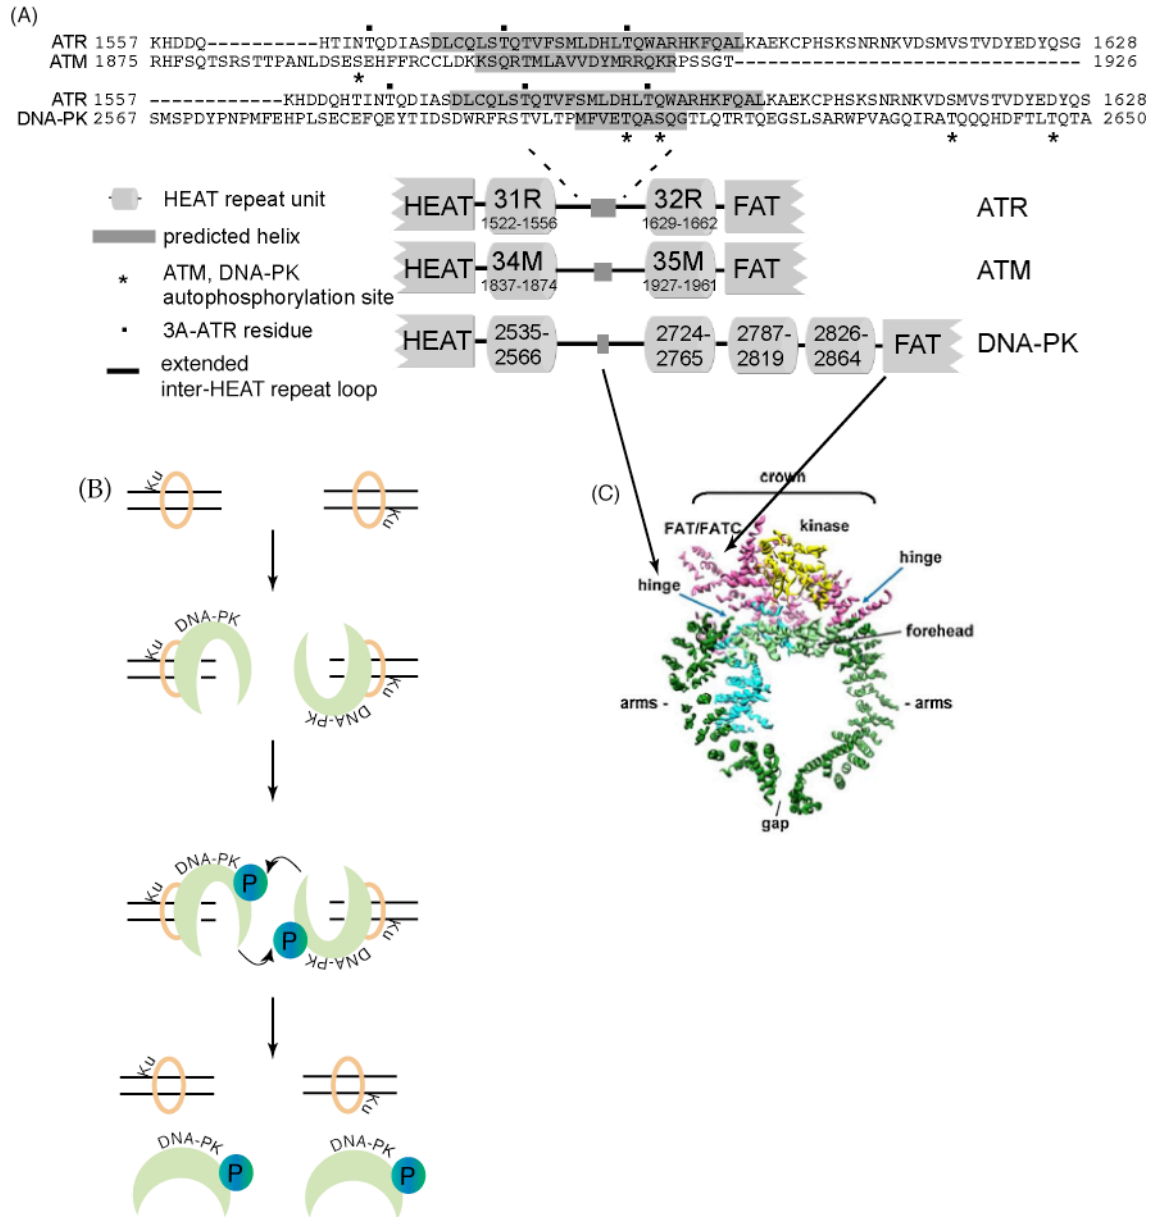 (A)
ATR 1557 KHDDQ----------HTINTQDIASDLCQLSTQTVFSMLDHLTQWARHKFQALKAEKCPHSKSNRNKVDSMVSTVDYEDYQSG 1628
ATM 1875 RHFSQTSRSTTPANLDSESEHFFRCCLDKKSQRTMLAVVDYMRRQKRPSSGT------------------------------ 1926
*
ATR 1557 ------------KHDDQHTINTQDIASDLCQLSTQTVFSMLDHLTQWARHKFQALKAEKCPHSKSNRNKVDSMVSTVDYEDYQS 1628
DNA-PK 2567 SMSPDYPNPMFEHPLSECEFQEYTIDSDWRFRSTVLTPMFVETQASQGTLQTRTQEGSLSARWPVAGQIRATQQQHDFTLTQTA 2650
* * * *
HEAT repeat unit
predicted helix
* ATM, DNA-PK
autophosphorylation site
3A-ATR residue
extended
inter-HEAT repeat loop
HEAT 31R 1522-1556 32R 1629-1662 FAT ATR
HEAT 34M 1837-1874 35M 1927-1961 FAT ATM
HEAT 2535-2566 2724-2765 2787-2819 2826-2864 FAT DNA-PK
(B)
Ku
Ku
DNA-PK
Ku
Ku
DNA-PK
DNA-PK
P
Ku
P
Ku
DNA-PK
Ku
Ku
DNA-PK
P
DNA-PK
P
(C)
crown
FAT/FATC
kinase
hinge
hinge
forehead
arms -
- arms
gap